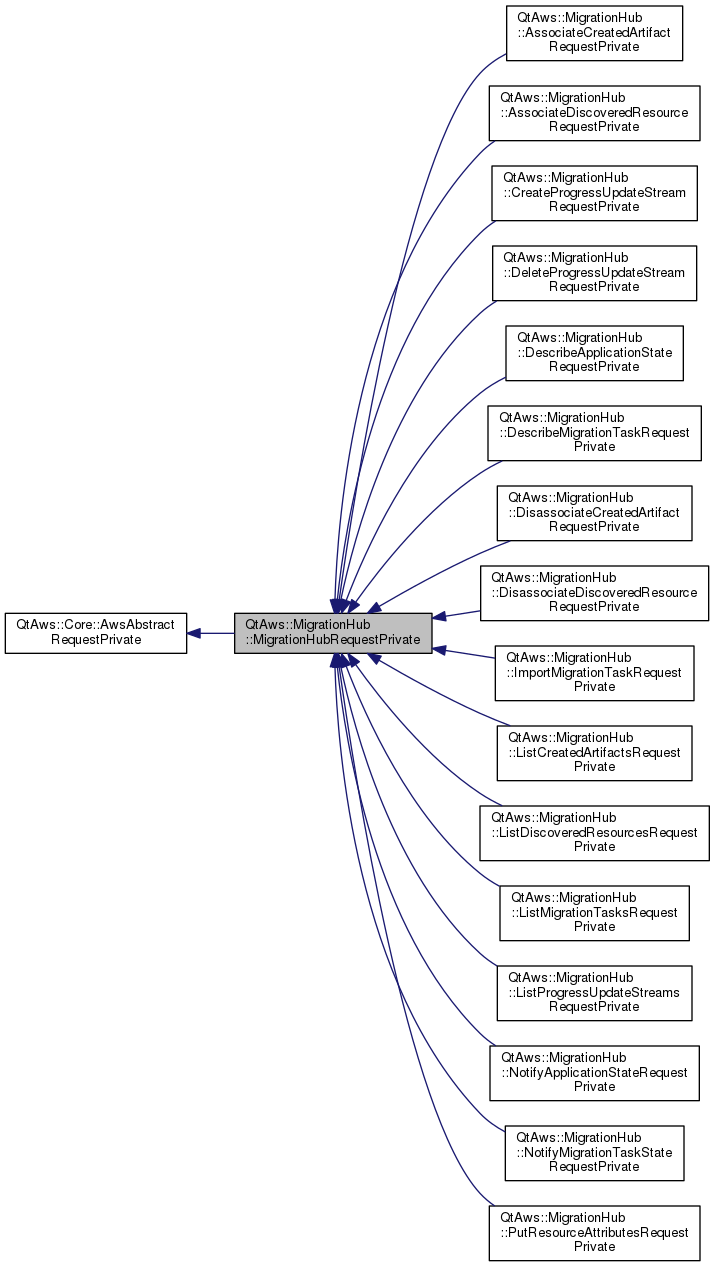 QtAws::MigrationHub
::AssociateCreatedArtifact
RequestPrivate
QtAws::MigrationHub
::AssociateDiscoveredResource
RequestPrivate
QtAws::MigrationHub
::CreateProgressUpdateStream
RequestPrivate
QtAws::MigrationHub
::DeleteProgressUpdateStream
RequestPrivate
QtAws::MigrationHub
::DescribeApplicationState
RequestPrivate
QtAws::MigrationHub
::DescribeMigrationTaskRequest
Private
QtAws::MigrationHub
::DisassociateCreatedArtifact
RequestPrivate
QtAws::MigrationHub
::DisassociateDiscoveredResource
RequestPrivate
QtAws::Core::AwsAbstract
RequestPrivate
QtAws::MigrationHub
::MigrationHubRequestPrivate
QtAws::MigrationHub
::ImportMigrationTaskRequest
Private
QtAws::MigrationHub
::ListCreatedArtifactsRequest
Private
QtAws::MigrationHub
::ListDiscoveredResourcesRequest
Private
QtAws::MigrationHub
::ListMigrationTasksRequest
Private
QtAws::MigrationHub
::ListProgressUpdateStreams
RequestPrivate
QtAws::MigrationHub
::NotifyApplicationStateRequest
Private
QtAws::MigrationHub
::NotifyMigrationTaskState
RequestPrivate
QtAws::MigrationHub
::PutResourceAttributesRequest
Private